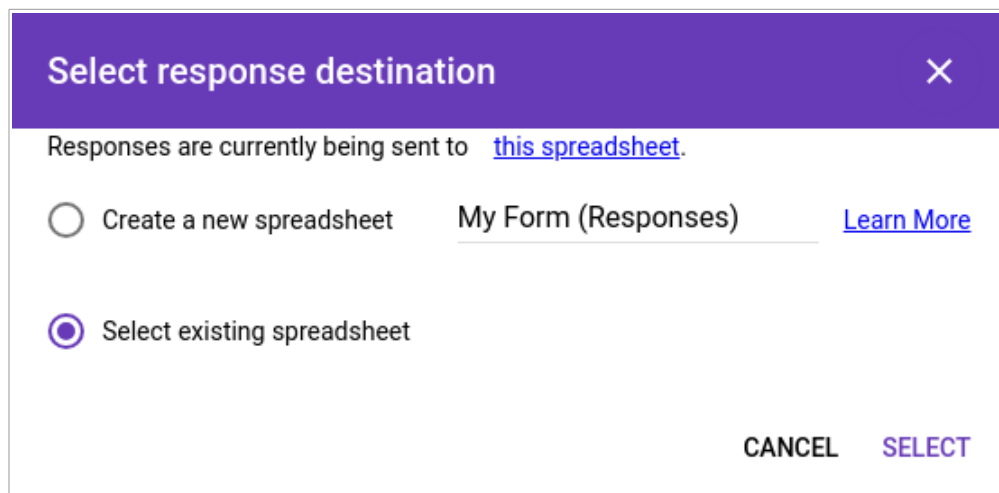 Select response destination
Responses are currently being sent to this spreadsheet.
Create a new spreadsheet My Form (Responses) Learn More
Select existing spreadsheet
CANCEL SELECT